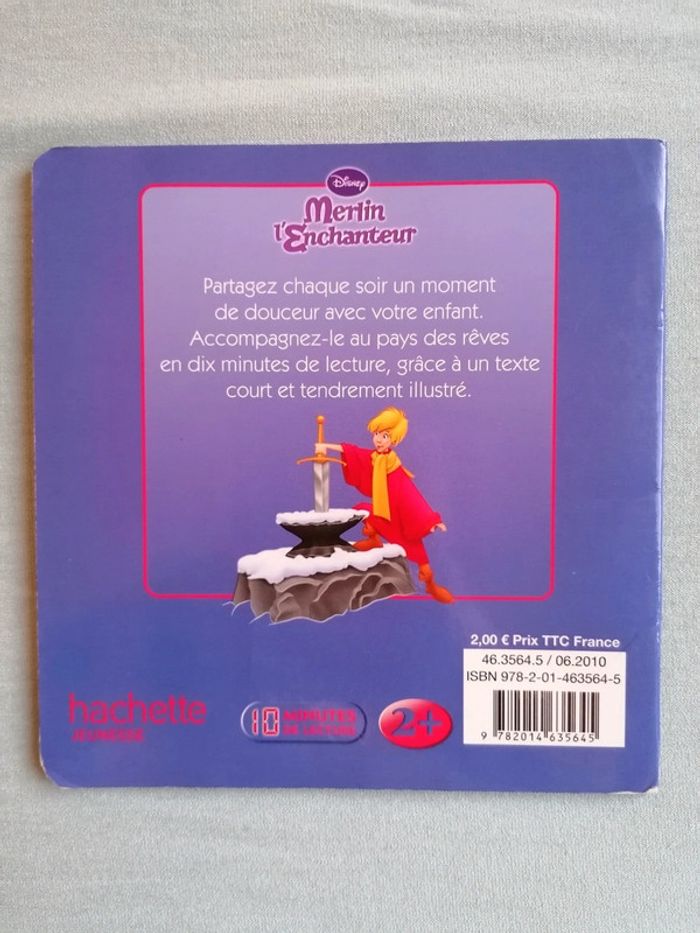 Disney
Merlin
l'Enchanteur
Partagez chaque soir un moment
de douceur avec votre enfant.
Accompagnez-le au pays des rêves
en dix minutes de lecture, grâce à un texte
court et tendrement illustré.
2,00 € Prix TTC France
46.3564.5 / 06.2010
ISBN 978-2-01-463564-5
9 782014 635645
hachette
JEUNESSE
10 MINUTES
DE LECTURE
2+